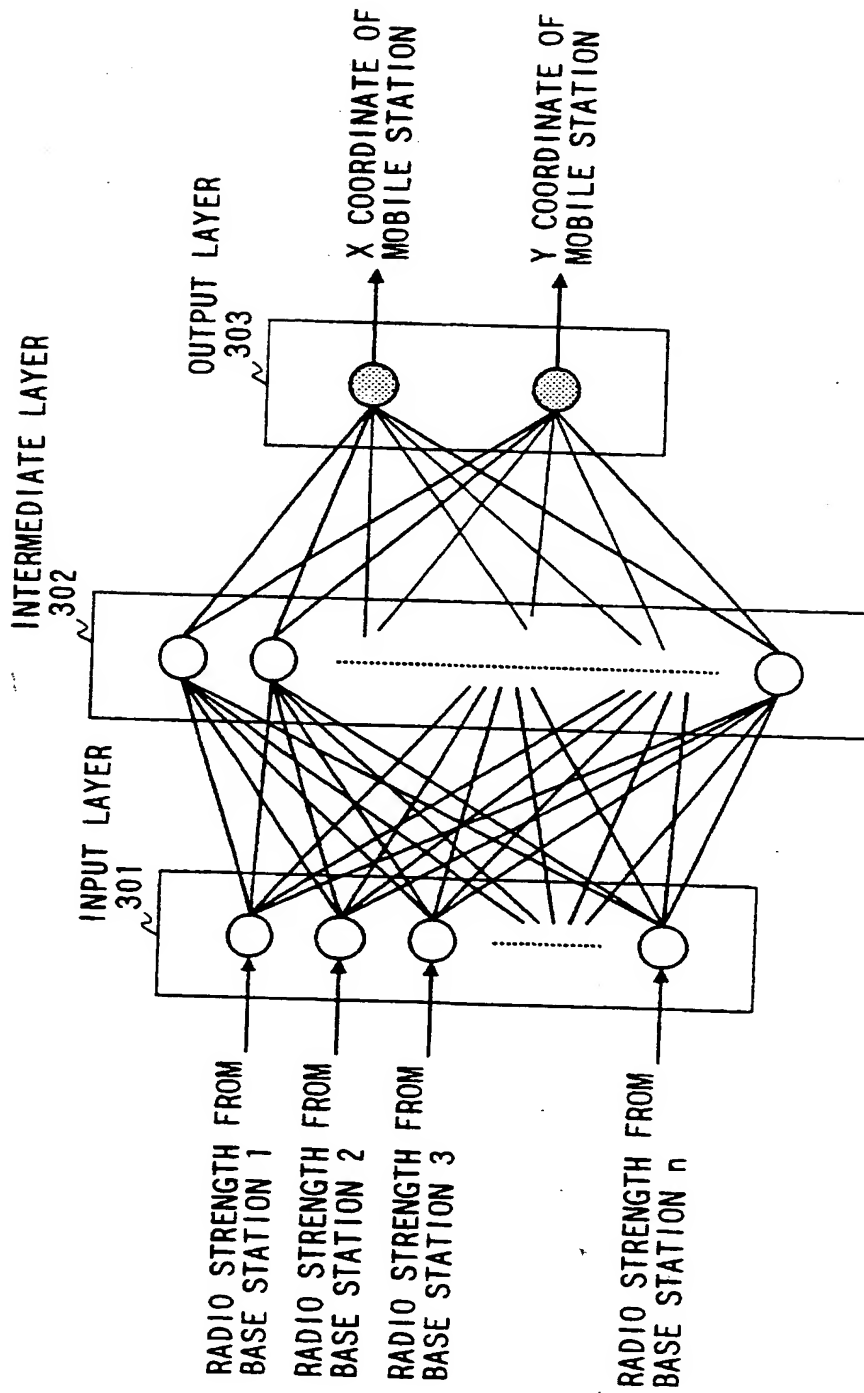 INPUT LAYER
301
INTERMEDIATE LAYER
302
OUTPUT LAYER
303
RADIO STRENGTH FROM
BASE STATION 1
RADIO STRENGTH FROM
BASE STATION 2
RADIO STRENGTH FROM
BASE STATION 3
RADIO STRENGTH FROM
BASE STATION n
X COORDINATE OF
MOBILE STATION
Y COORDINATE OF
MOBILE STATION